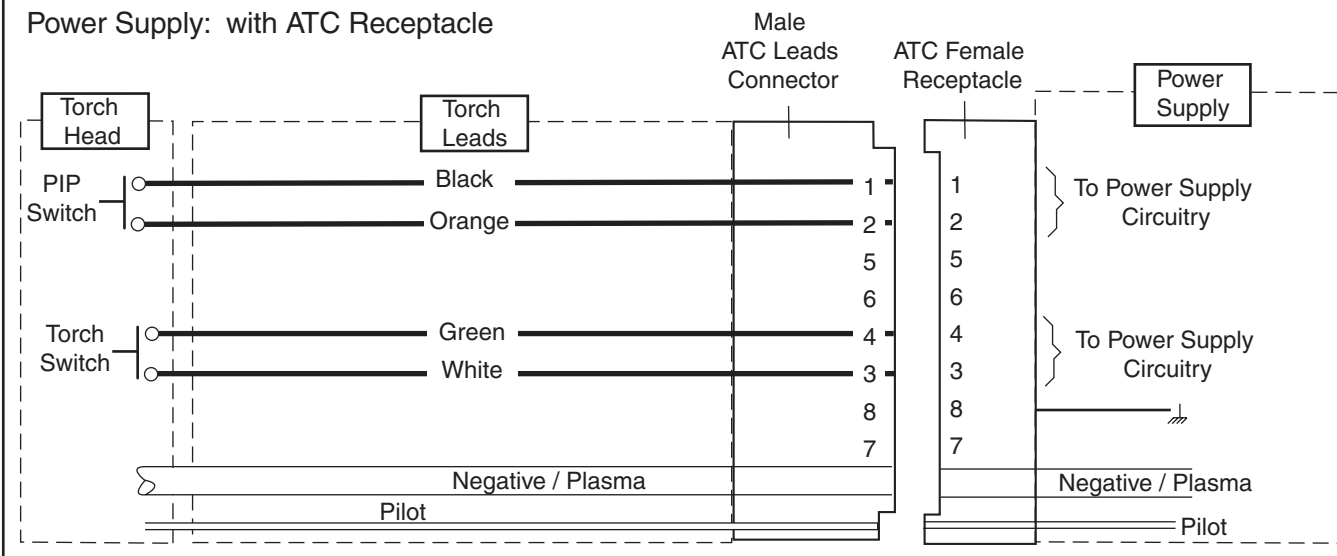 Power Supply: with ATC Receptacle
Male
ATC Leads
Connector
ATC Female
Receptacle
Power
Supply
Torch
Head
Torch
Leads
PIP
Switch
Black
Orange
Green
White
Torch
Switch
1
2
5
6
4
3
8
7
1
2
5
6
4
3
8
7
To Power Supply
Circuitry
To Power Supply
Circuitry
Negative / Plasma
Pilot
Negative / Plasma
Pilot